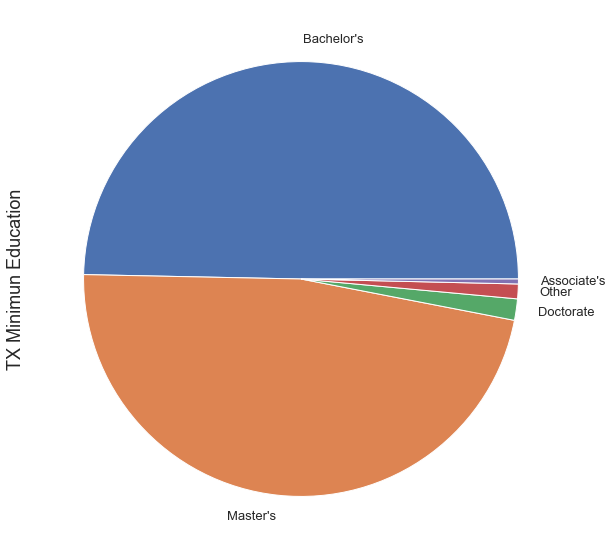 Bachelor's
TX Minimun Education
Associate's
Other
Doctorate
Master's